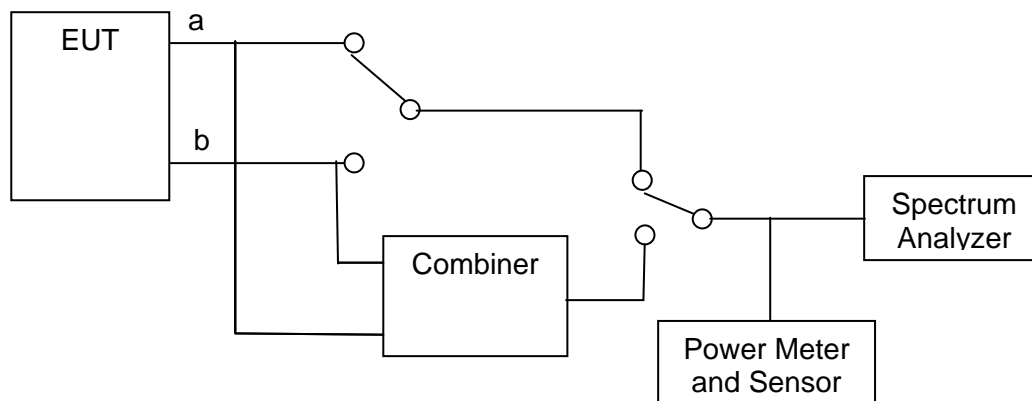 a
EUT
b
Spectrum
Analyzer
Combiner
Power Meter
and Sensor